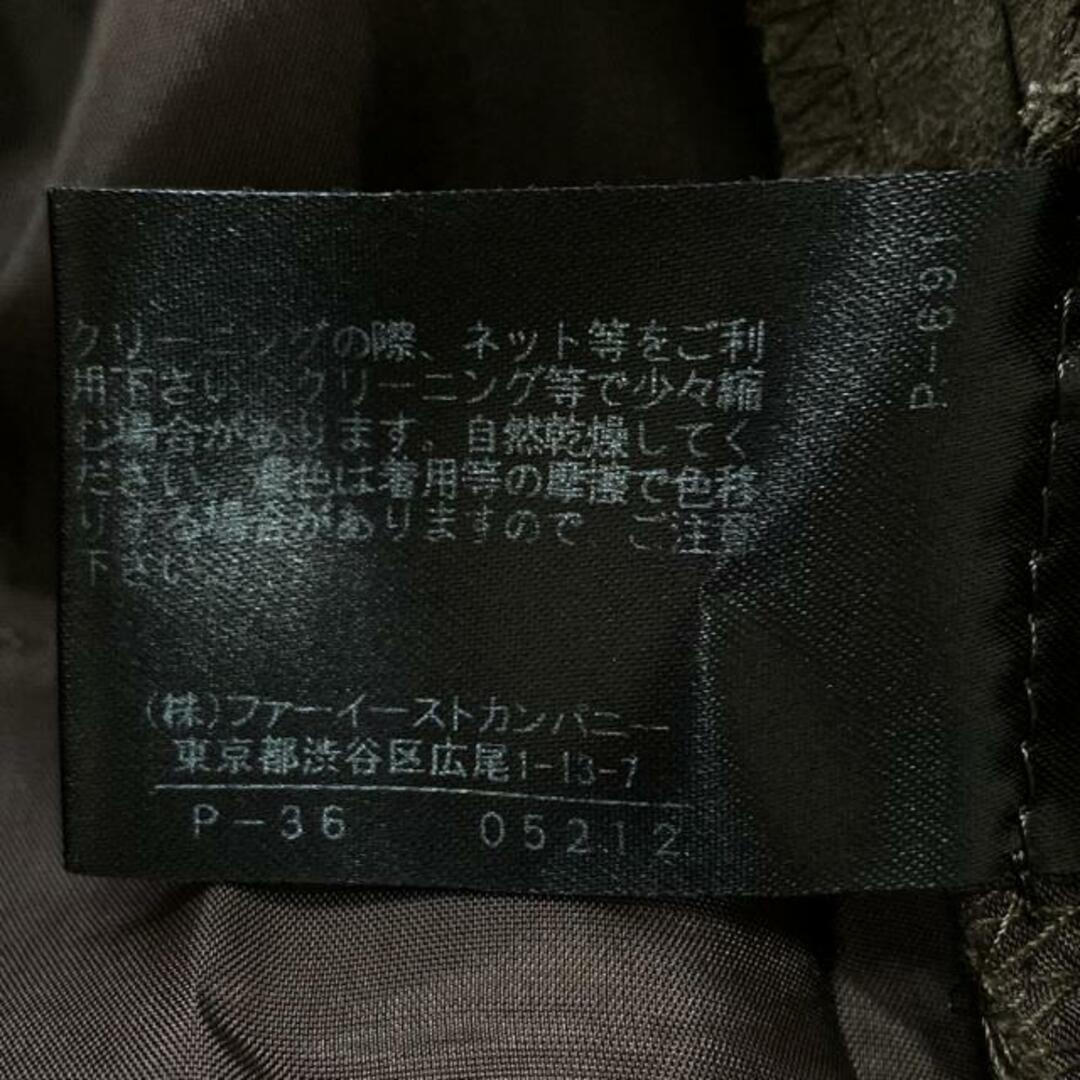 クリーニングの際、ネット等をご利
用下さい。クリーニング等で少々縮
む場合があります。自然乾燥してく
ださい。濃色は着用等の摩擦で色移
りする場合がありますので ご注意
下さい。
(株)ファーイーストカンパニー
東京都渋谷区広尾1-13-7
P-36 05212
P-391